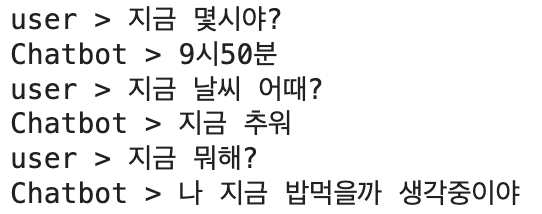 user > 지금 몇시야?
Chatbot > 9시50분
user > 지금 날씨 어때?
Chatbot > 지금 추워
user > 지금 뭐해?
Chatbot > 나 지금 밥먹을까 생각중이야